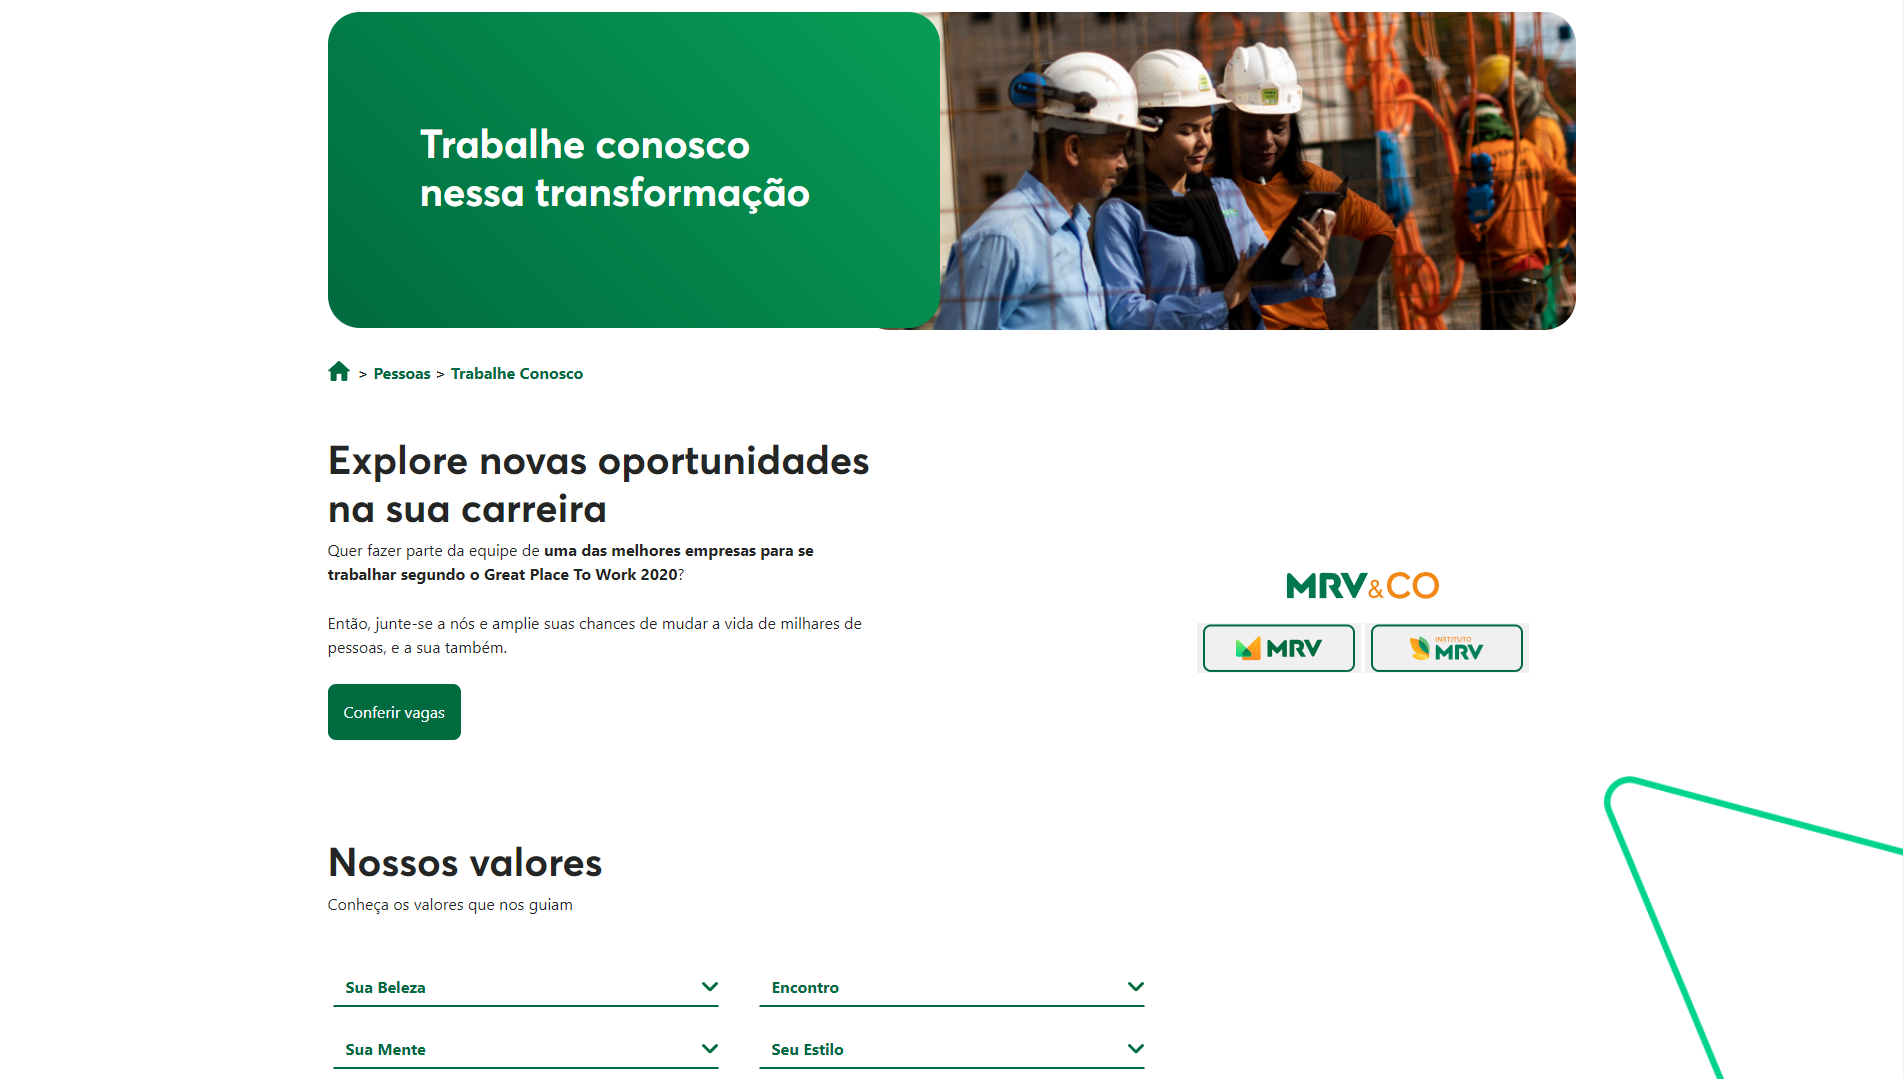 Trabalhe conosco
nessa transformação
> Pessoas > Trabalhe Conosco
Explore novas oportunidades
na sua carreira
Quer fazer parte da equipe de uma das melhores empresas para se
trabalhar segundo o Great Place To Work 2020?
Então, junte-se a nós e amplie suas chances de mudar a vida de milhares de
pessoas, e a sua também.
Conferir vagas
MRV&CO
MRV
INSTITUTO
MRV
Nossos valores
Conheça os valores que nos guiam
Sua Beleza
Encontro
Sua Mente
Seu Estilo